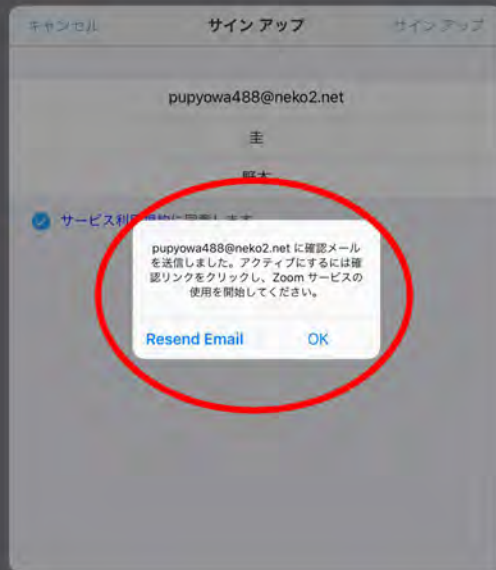 キャンセル サイン アップ サイン アップ
pupyowa488@neko2.net
圭
野本
サービス利用規約に同意します
pupyowa488@neko2.net に確認メール
を送信しました。アクティブにするには確
認リンクをクリックし、Zoom サービスの
使用を開始してください。
Resend Email OK